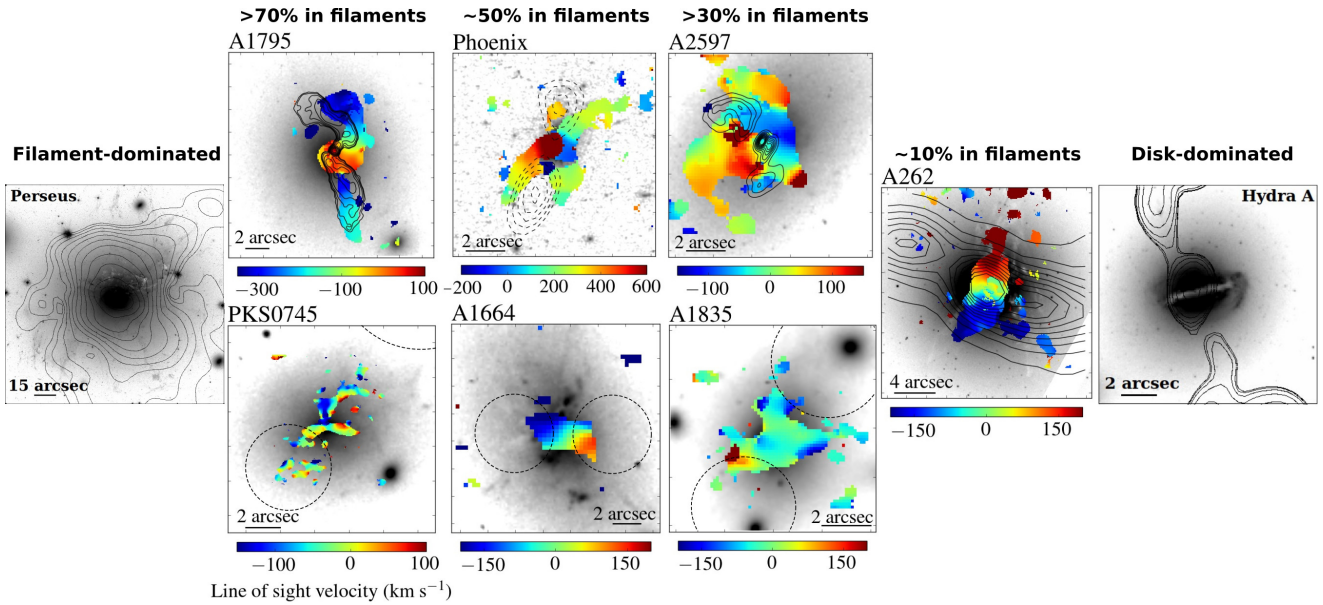 >70% in filaments
~50% in filaments
>30% in filaments
A1795
Phoenix
A2597
Filament-dominated
~10% in filaments
Disk-dominated
Perseus
A262
Hydra A
2 arcsec
2 arcsec
2 arcsec
−300 −100 100
−200 0 200 400 600
−100 0 100
PKS0745
A1664
A1835
15 arcsec
4 arcsec
2 arcsec
−150 0 150
2 arcsec
2 arcsec
2 arcsec
−100 0 100
−150 0 150
−150 0 150
Line of sight velocity (km s⁻¹)